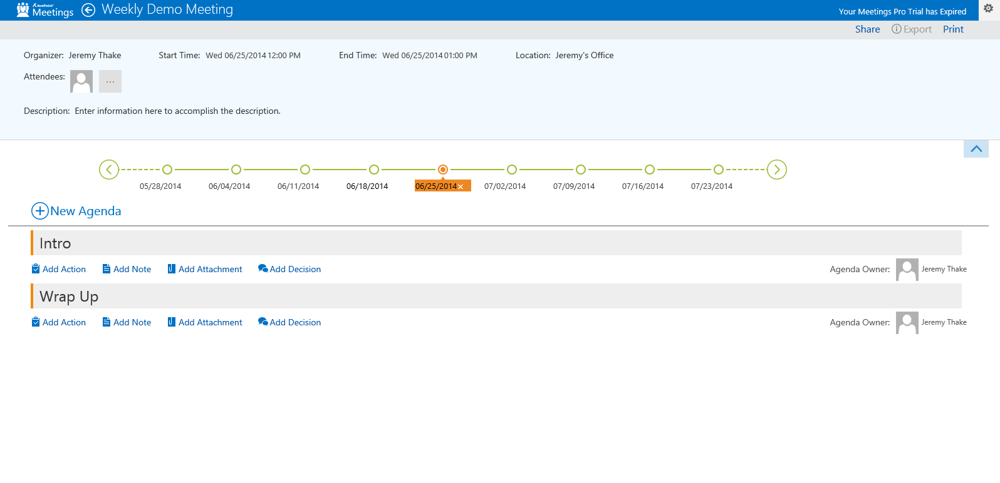 AvePoint
Meetings
Weekly Demo Meeting
Your Meetings Pro Trial has Expired
Share Export Print
Organizer: Jeremy Thake Start Time: Wed 06/25/2014 12:00 PM End Time: Wed 06/25/2014 01:00 PM Location: Jeremy's Office
Attendees: ...
Description: Enter information here to accomplish the description.
05/28/2014 06/04/2014 06/11/2014 06/18/2014 06/25/2014 07/02/2014 07/09/2014 07/16/2014 07/23/2014
New Agenda
Intro
Add Action Add Note Add Attachment Add Decision Agenda Owner: Jeremy Thake
Wrap Up
Add Action Add Note Add Attachment Add Decision Agenda Owner: Jeremy Thake